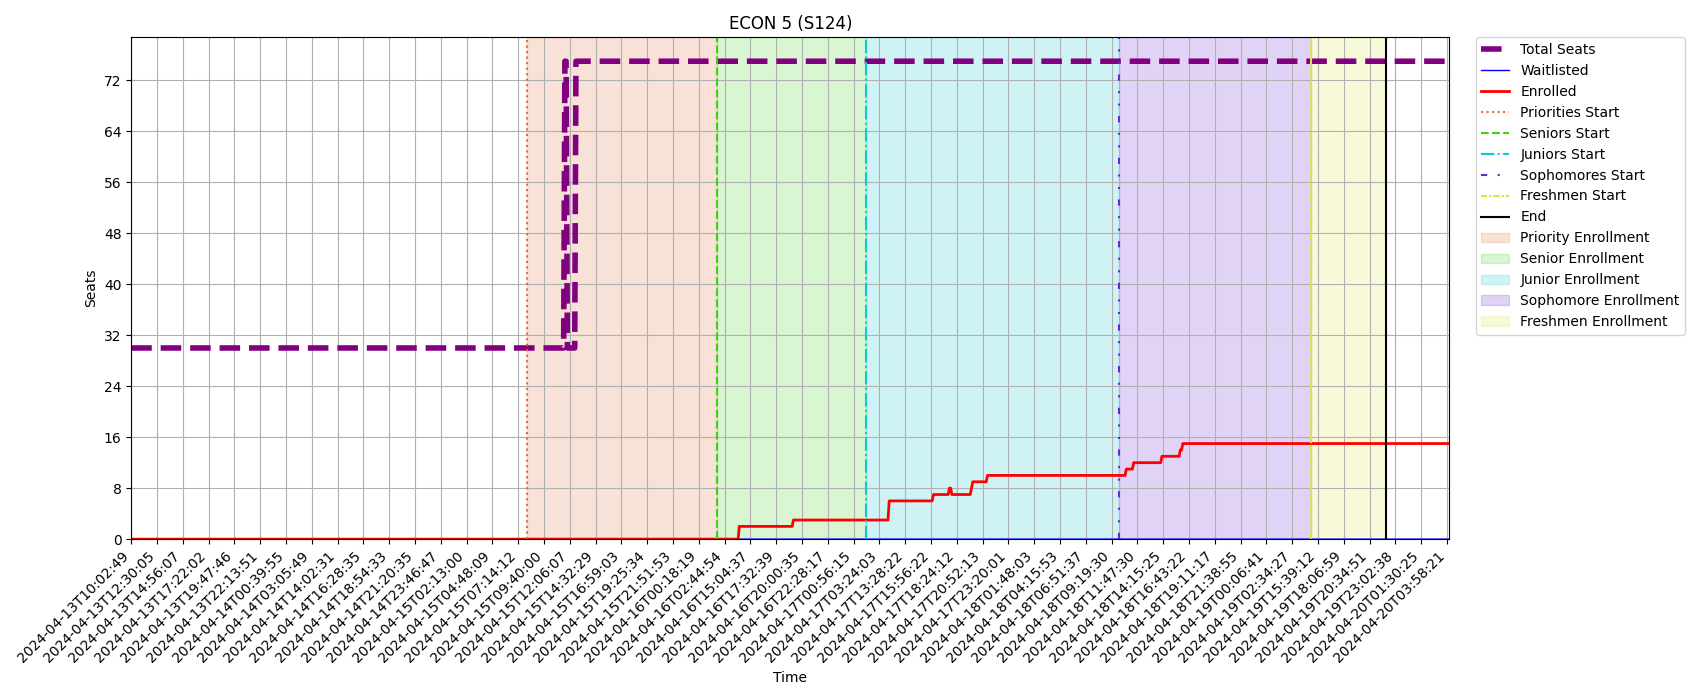 ECON 5 (S124)
Seats
72
64
56
48
40
32
24
16
8
0
2024-04-13T10:02:49
2024-04-13T12:30:05
2024-04-13T14:56:07
2024-04-13T17:22:02
2024-04-13T19:47:46
2024-04-13T22:13:51
2024-04-14T00:39:55
2024-04-14T03:05:49
2024-04-14T14:02:31
2024-04-14T16:28:35
2024-04-14T18:54:33
2024-04-14T21:20:35
2024-04-14T23:46:47
2024-04-15T02:13:00
2024-04-15T04:48:09
2024-04-15T07:14:12
2024-04-15T09:40:00
2024-04-15T12:06:07
2024-04-15T14:32:29
2024-04-15T16:59:03
2024-04-15T19:25:34
2024-04-15T21:51:53
2024-04-16T00:18:19
2024-04-16T02:44:54
2024-04-16T15:04:37
2024-04-16T17:32:39
2024-04-16T20:00:35
2024-04-16T22:28:17
2024-04-17T00:56:15
2024-04-17T03:24:03
2024-04-17T13:28:22
2024-04-17T15:56:22
2024-04-17T18:24:12
2024-04-17T20:52:13
2024-04-17T23:20:01
2024-04-18T01:48:03
2024-04-18T04:15:53
2024-04-18T06:51:37
2024-04-18T09:19:30
2024-04-18T11:47:30
2024-04-18T14:15:25
2024-04-18T16:43:22
2024-04-18T19:11:17
2024-04-18T21:38:55
2024-04-19T00:06:41
2024-04-19T02:34:27
2024-04-19T15:39:12
2024-04-19T18:06:59
2024-04-19T20:34:51
2024-04-19T23:02:38
2024-04-20T01:30:25
2024-04-20T03:58:21
Time
Total Seats
Waitlisted
Enrolled
Priorities Start
Seniors Start
Juniors Start
Sophomores Start
Freshmen Start
End
Priority Enrollment
Senior Enrollment
Junior Enrollment
Sophomore Enrollment
Freshmen Enrollment